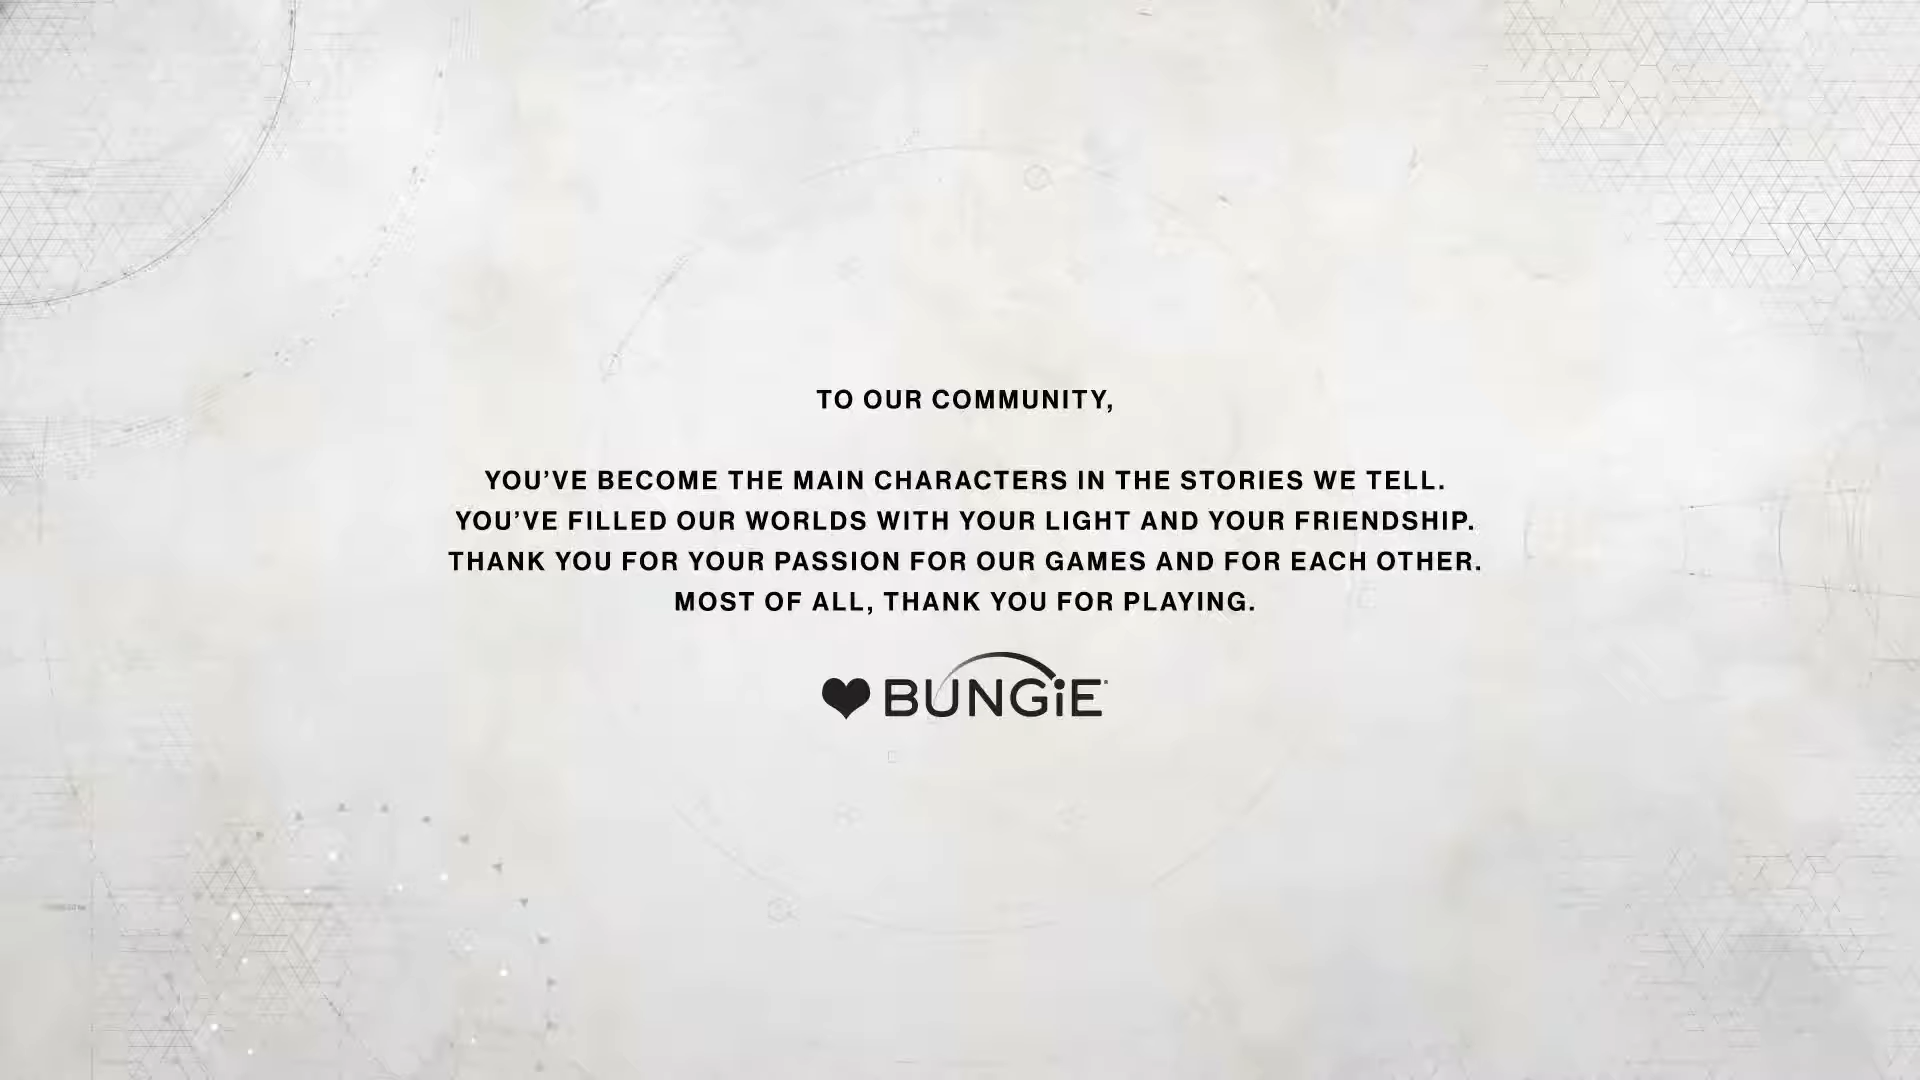 TO OUR COMMUNITY,
YOU’VE BECOME THE MAIN CHARACTERS IN THE STORIES WE TELL.
YOU’VE FILLED OUR WORLDS WITH YOUR LIGHT AND YOUR FRIENDSHIP.
THANK YOU FOR YOUR PASSION FOR OUR GAMES AND FOR EACH OTHER.
MOST OF ALL, THANK YOU FOR PLAYING.
BUNGiE